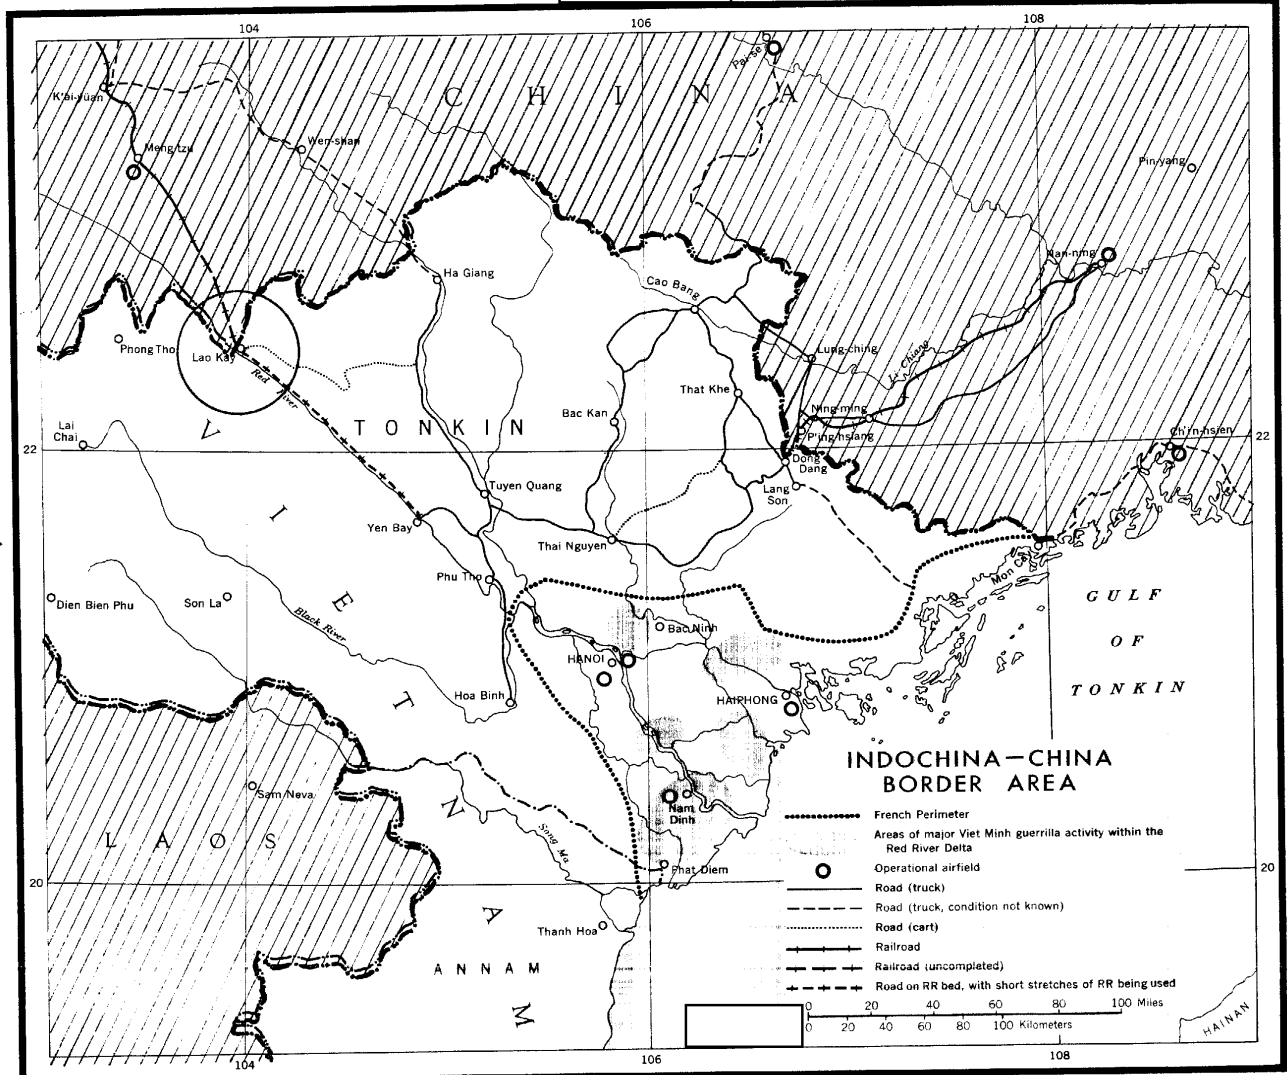 104
106
108
Pai-se
K'ai-yüan
C H I N A
Meng-tzu
Wen-shan
Pin-yang
Nan-ning
Ha Giang
Cao Bang
Phong Tho
Lao Kay
Red River
Lung-ching
Li Chiang
That Khe
Ning-ming
Bac Kan
Lai
Chai
V I E T N A M
T O N K I N
P'ing-hsiang
Ch'in-hsien
22
22
Dong
Dang
Lang
Son
Tuyen Quang
Yen Bay
Thai Nguyen
Phu Tho
Mon Cay
Dien Bien Phu
Son La
Black River
Bac Ninh
GULF
OF
TONKIN
HANOI
Hoa Binh
HAIPHONG
INDOCHINA—CHINA
BORDER AREA
Sam Neva
Nam
Dinh
L A O S
Song Ma
Phat Diem
20
20
Thanh Hoa
ANNAM
French Perimeter
Areas of major Viet Minh guerrilla activity within the
Red River Delta
Operational airfield
Road (truck)
Road (truck, condition not known)
Road (cart)
Railroad
Railroad (uncompleted)
Road on RR bed, with short stretches of RR being used
0 20 40 60 80 100 Miles
0 20 40 60 80 100 Kilometers
HAINAN
104
106
108